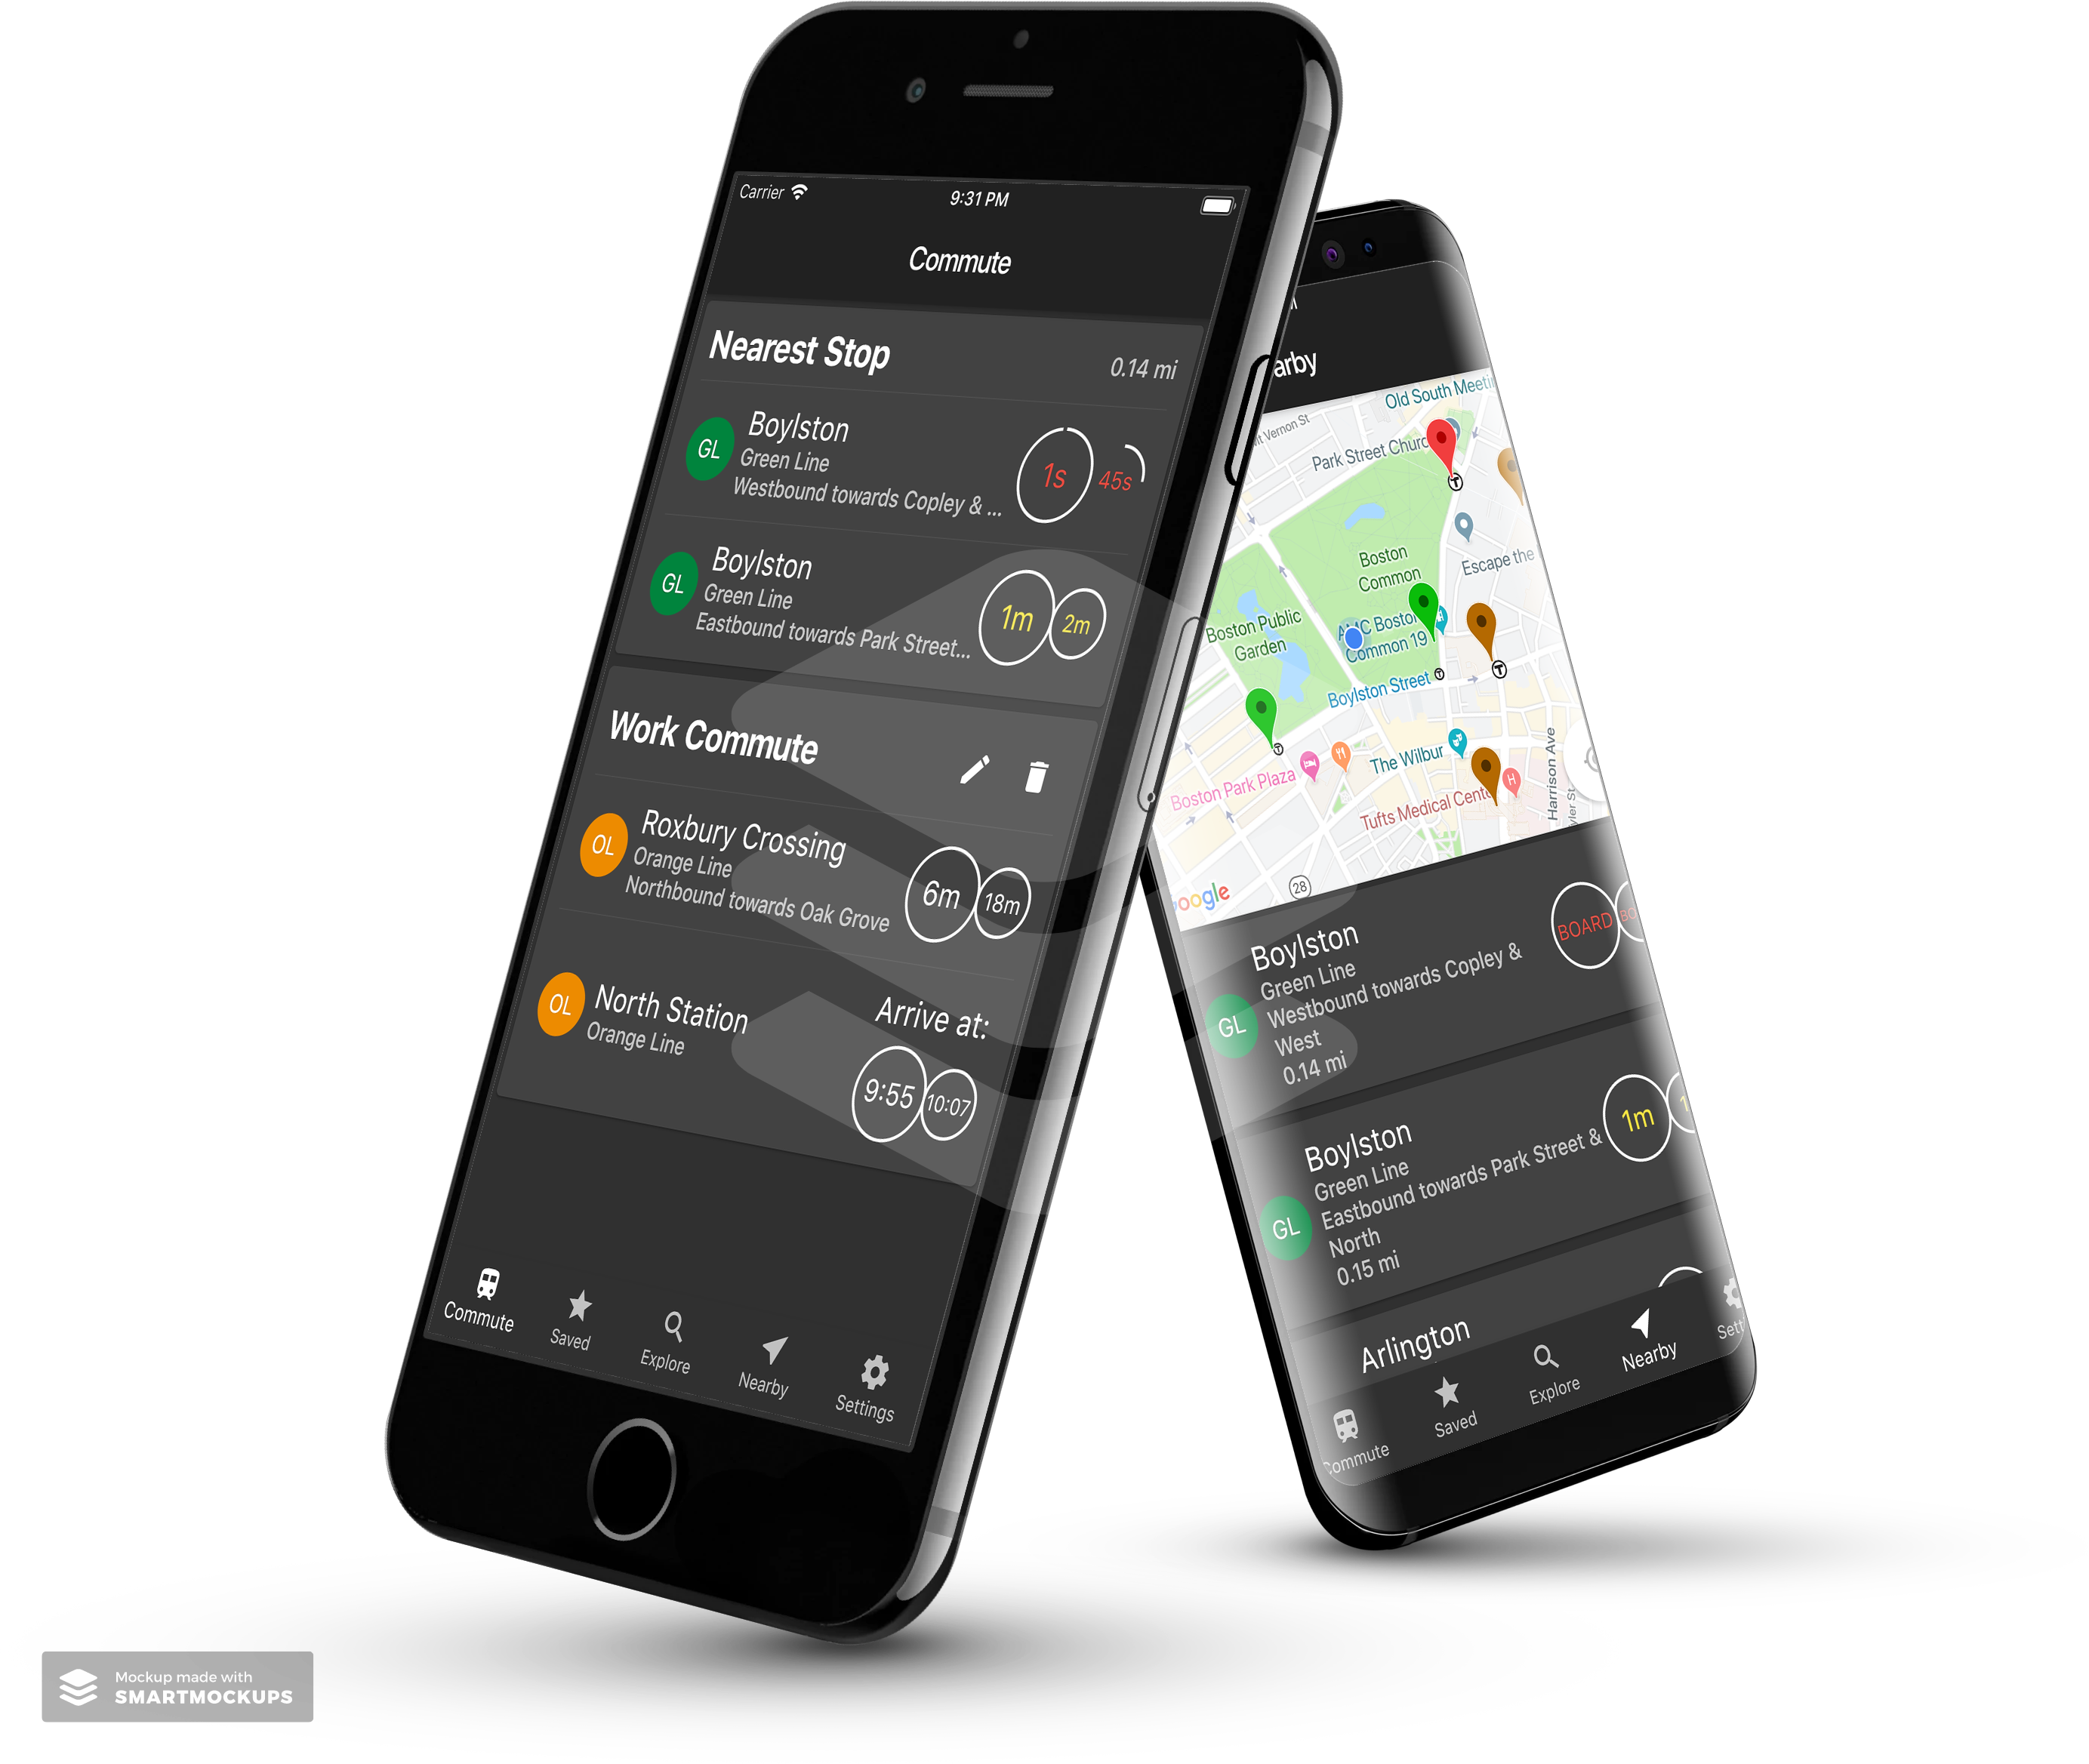 Carrier
9:31 PM
Commute
Nearest Stop
0.14 mi
GL
Boylston
Green Line
Westbound towards Copley & ...
1s
45s
GL
Boylston
Green Line
Eastbound towards Park Street...
1m
2m
Work Commute
OL
Roxbury Crossing
Orange Line
Northbound towards Oak Grove
6m
18m
OL
North Station
Orange Line
Arrive at:
9:55
10:07
Commute
Saved
Explore
Nearby
Settings
arby
Old South Meeti
nt Vernon St
Park Street Churc
Boston
Common
Escape the
Boston Public
Garden
AMC Boston
Common 19
Boylston Street
Boston Park Plaza
The Wilbur
Tufts Medical Cente
Harrison Ave
yler St
oogle
28
GL
Boylston
Green Line
Westbound towards Copley &
West
0.14 mi
BOARD
BO
GL
Boylston
Green Line
Eastbound towards Park Street &
North
0.15 mi
1m
1
Arlington
Commute
Saved
Explore
Nearby
Sett
Mockup made with
SMARTMOCKUPS